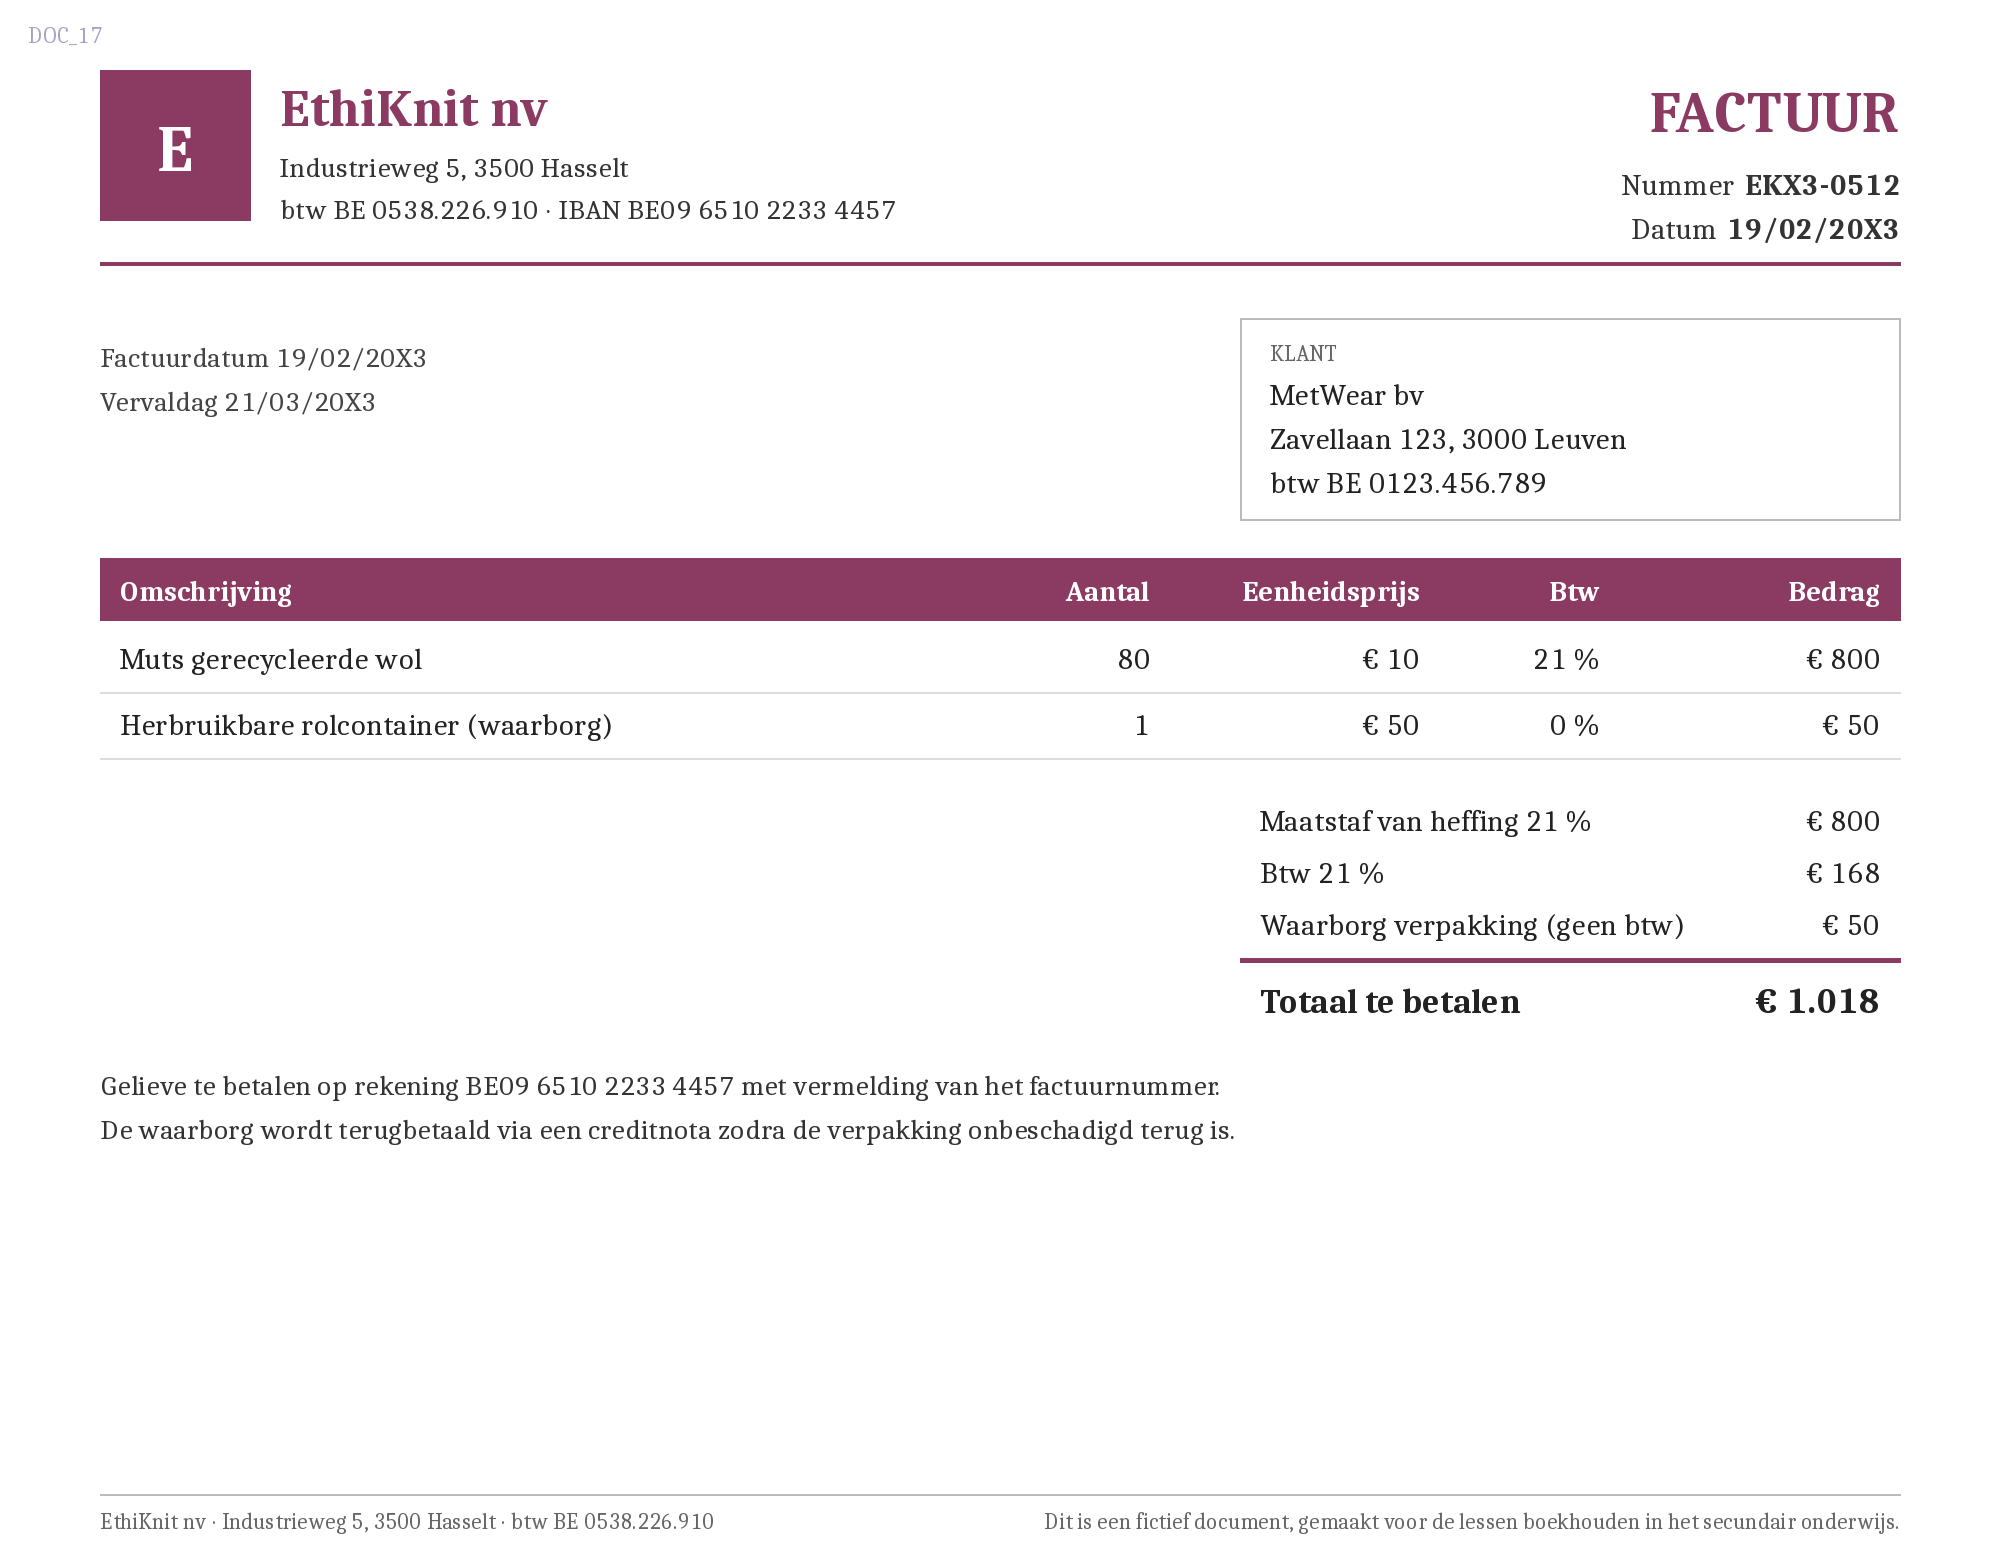 DOC_17
E
EthiKnit nv
Industrieweg 5, 3500 Hasselt
btw BE 0538.226.910 · IBAN BE09 6510 2233 4457
FACTUUR
Nummer EKX3-0512
Datum 19/02/20X3
Factuurdatum 19/02/20X3
Vervaldag 21/03/20X3
KLANT
MetWear bv
Zavellaan 123, 3000 Leuven
btw BE 0123.456.789
Omschrijving Aantal Eenheidsprijs Btw Bedrag
Muts gerecycleerde wol 80 € 10 21 % € 800
Herbruikbare rolcontainer (waarborg) 1 € 50 0 % € 50
Maatstaf van heffing 21 % € 800
Btw 21 % € 168
Waarborg verpakking (geen btw) € 50
Totaal te betalen € 1.018
Gelieve te betalen op rekening BE09 6510 2233 4457 met vermelding van het factuurnummer.
De waarborg wordt terugbetaald via een creditnota zodra de verpakking onbeschadigd terug is.
EthiKnit nv · Industrieweg 5, 3500 Hasselt · btw BE 0538.226.910
Dit is een fictief document, gemaakt voor de lessen boekhouden in het secundair onderwijs.